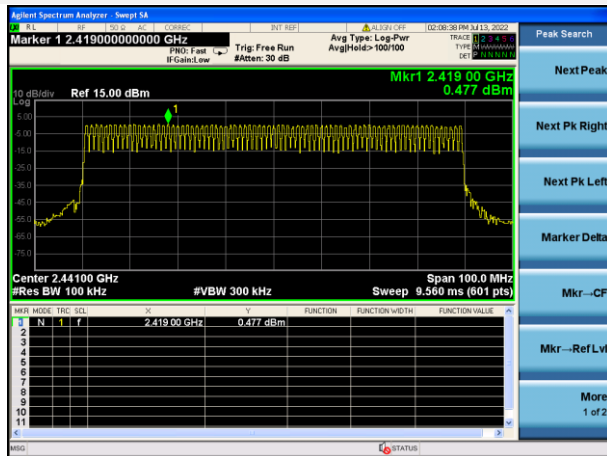 Agilent Spectrum Analyzer - Swept SA
RL RF 50 Ω AC CORREC INT REF ALIGN OFF 02:08:38 PM Jul 13, 2022
Marker 1 2.419000000000 GHz
PNO: Fast
IFGain:Low
Trig: Free Run
#Atten: 30 dB
Avg Type: Log-Pwr
Avg|Hold:> 100/100
TRACE 1 2 3 4 5 6
TYPE M
DET P N N N N N
Peak Search
Mkr1 2.419 00 GHz
0.477 dBm
10 dB/div Ref 15.00 dBm
Log
1
5.00
-5.00
-15.0
-25.0
-35.0
-45.0
-55.0
-65.0
-75.0
Center 2.44100 GHz Span 100.0 MHz
#Res BW 100 kHz #VBW 300 kHz Sweep 9.560 ms (601 pts)
MKR MODE TRC SCL X Y FUNCTION FUNCTION WIDTH FUNCTION VALUE
1 N 1 f 2.419 00 GHz 0.477 dBm
2
3
4
5
6
7
8
9
10
11
MSG STATUS
Next Peak
Next Pk Right
Next Pk Left
Marker Delta
Mkr→CF
Mkr→Ref Lvl
More
1 of 2